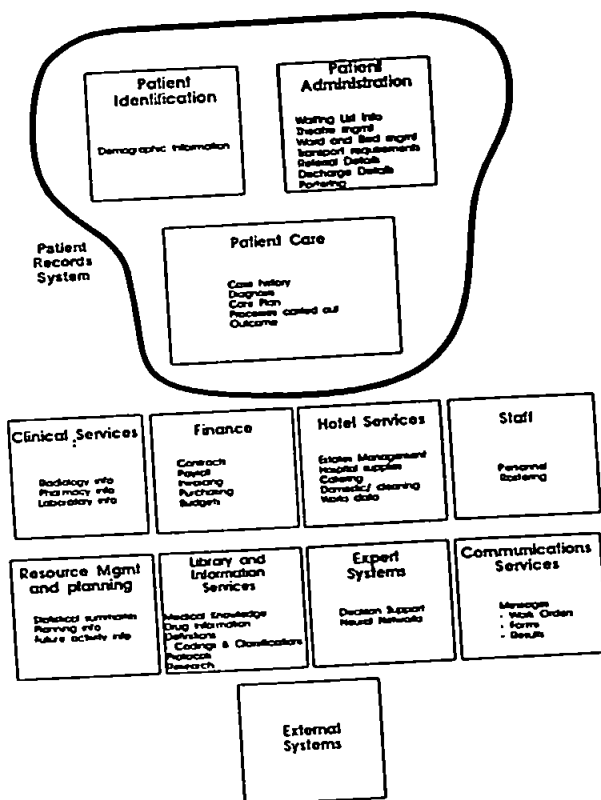 Patient
Identification
Demographic Information
Patient
Administration
Waiting List Info
Theatre mgmt
Ward and Bed mgmt
Transport requirements
Referral Details
Discharge Details
Portering
Patient
Records
System
Patient Care
Case history
Diagnosis
Care Plan
Processes carried out
Outcome
Clinical Services
Radiology info
Pharmacy info
Laboratory info
Finance
Contracts
Payroll
Invoicing
Purchasing
Budgets
Hotel Services
Estates Management
Hospital supplies
Catering
Domestic/ cleaning
Works data
Staff
Personnel
Rostering
Resource Mgmt
and planning
Statistical summaries
Planning info
Future activity info
Library and
Information
Services
Medical Knowledge
Drug Information
Definitions
Codings & Classifications
Protocols
Research
Expert
Systems
Decision Support
Neural Networks
Communications
Services
Messages
- Work Orders
- Forms
- Results
External
Systems